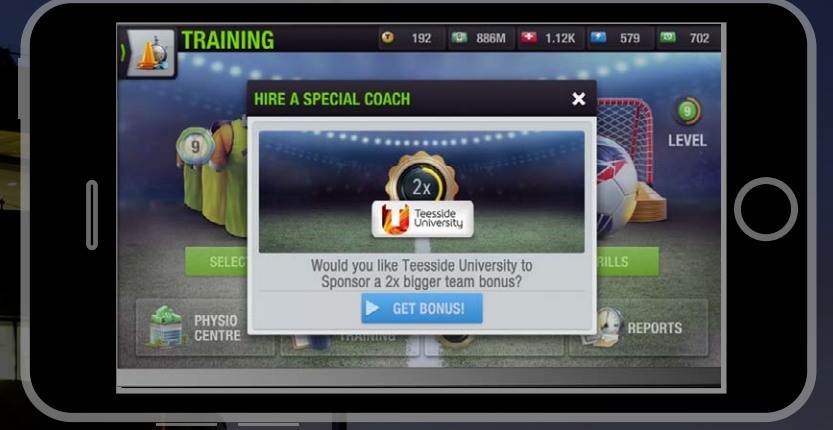 TRAINING
192
886M
1.12K
579
702
HIRE A SPECIAL COACH
9
LEVEL
9
2x
Teesside
University
SELEC
RILLS
Would you like Teesside University to
Sponsor a 2x bigger team bonus?
GET BONUS!
PHYSIO
CENTRE
TRAINING
REPORTS